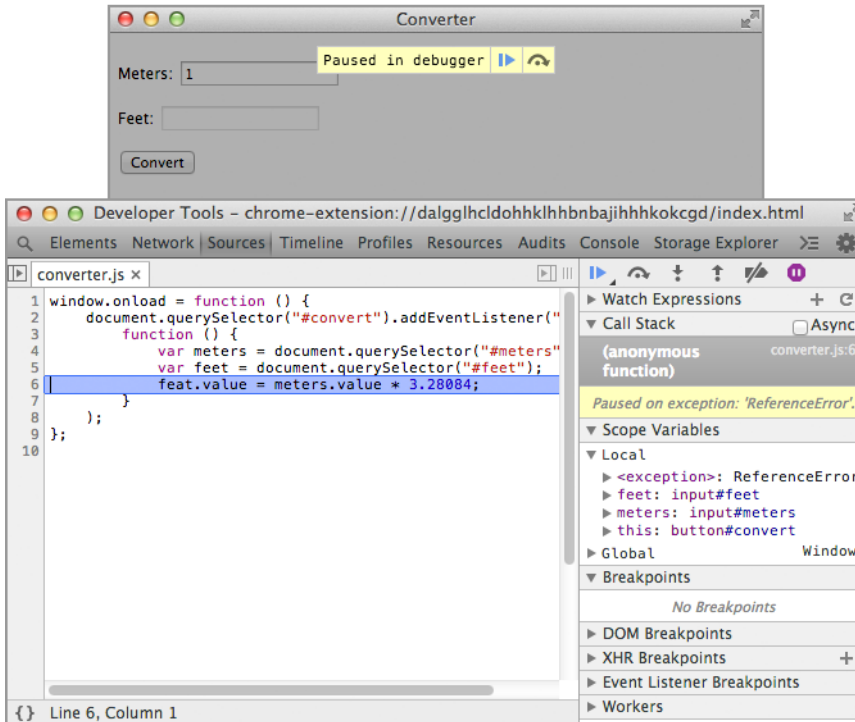 Converter
Paused in debugger
Meters: 1
Feet:
Convert
Developer Tools - chrome-extension://dalgglhcldohhklhhbnbajihhhkokcgd/index.html
Elements Network Sources Timeline Profiles Resources Audits Console Storage Explorer
converter.js ×
1 window.onload = function () {
2 document.querySelector("#convert").addEventListener("
3 function () {
4 var meters = document.querySelector("#meters"
5 var feet = document.querySelector("#feet");
6 feat.value = meters.value * 3.28084;
7 }
8 );
9 };
10
{} Line 6, Column 1
Watch Expressions
Call Stack Async
(anonymous function) converter.js:6
Paused on exception: 'ReferenceError'.
Scope Variables
Local
<exception>: ReferenceError
feet: input#feet
meters: input#meters
this: button#convert
Global Window
Breakpoints
No Breakpoints
DOM Breakpoints
XHR Breakpoints
Event Listener Breakpoints
Workers